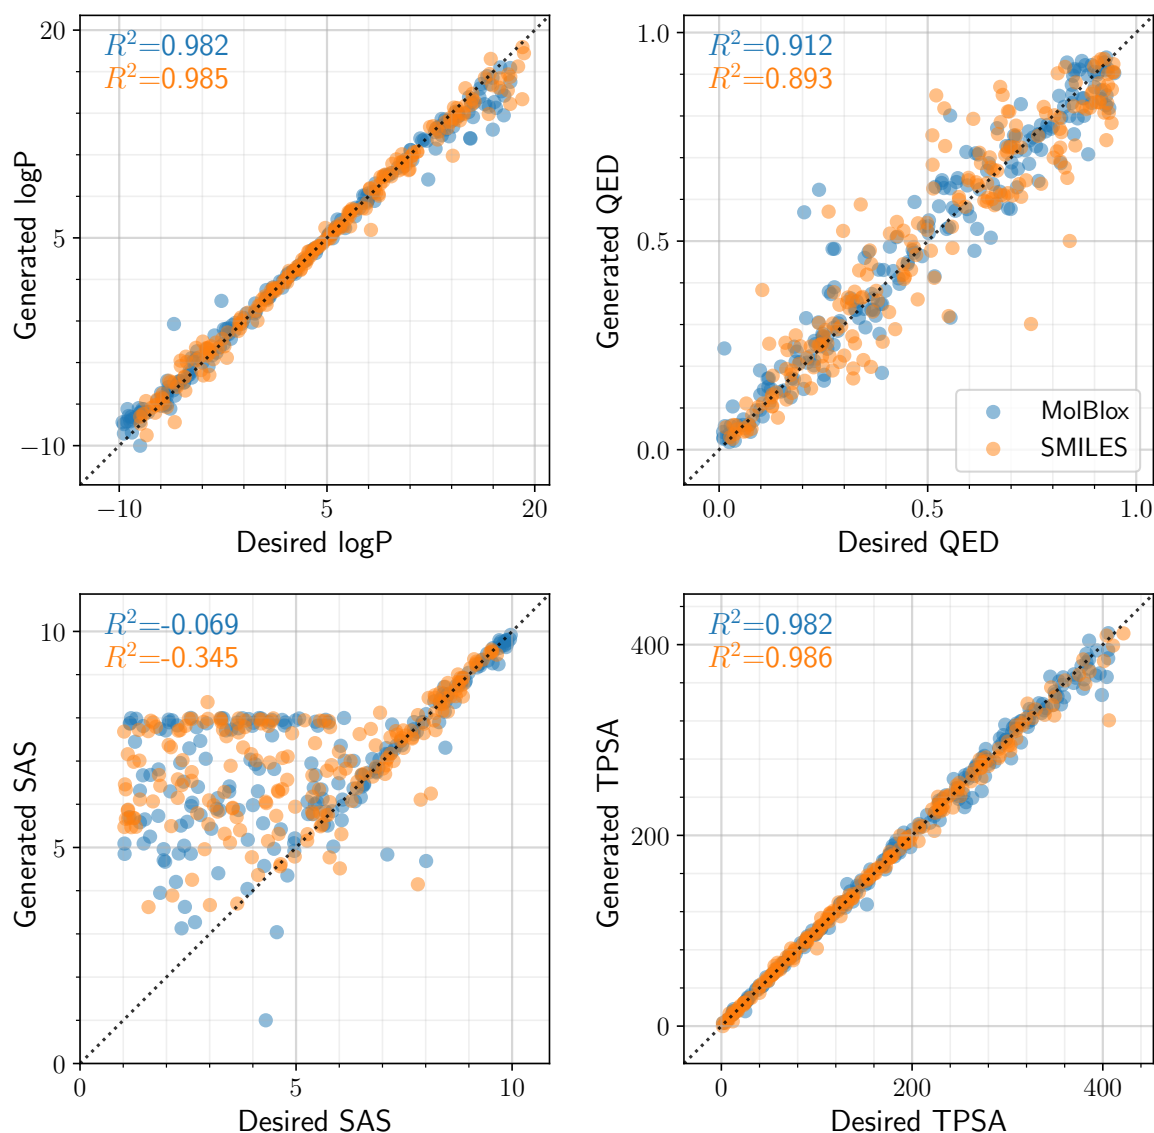 R²=0.982
R²=0.985
20
5
−10
−10
5
20
Generated logP
Desired logP
R²=0.912
R²=0.893
1.0
0.5
0.0
0.0
0.5
1.0
Generated QED
Desired QED
MolBlox
SMILES
R²=-0.069
R²=-0.345
10
5
0
0
5
10
Generated SAS
Desired SAS
R²=0.982
R²=0.986
400
200
0
0
200
400
Generated TPSA
Desired TPSA